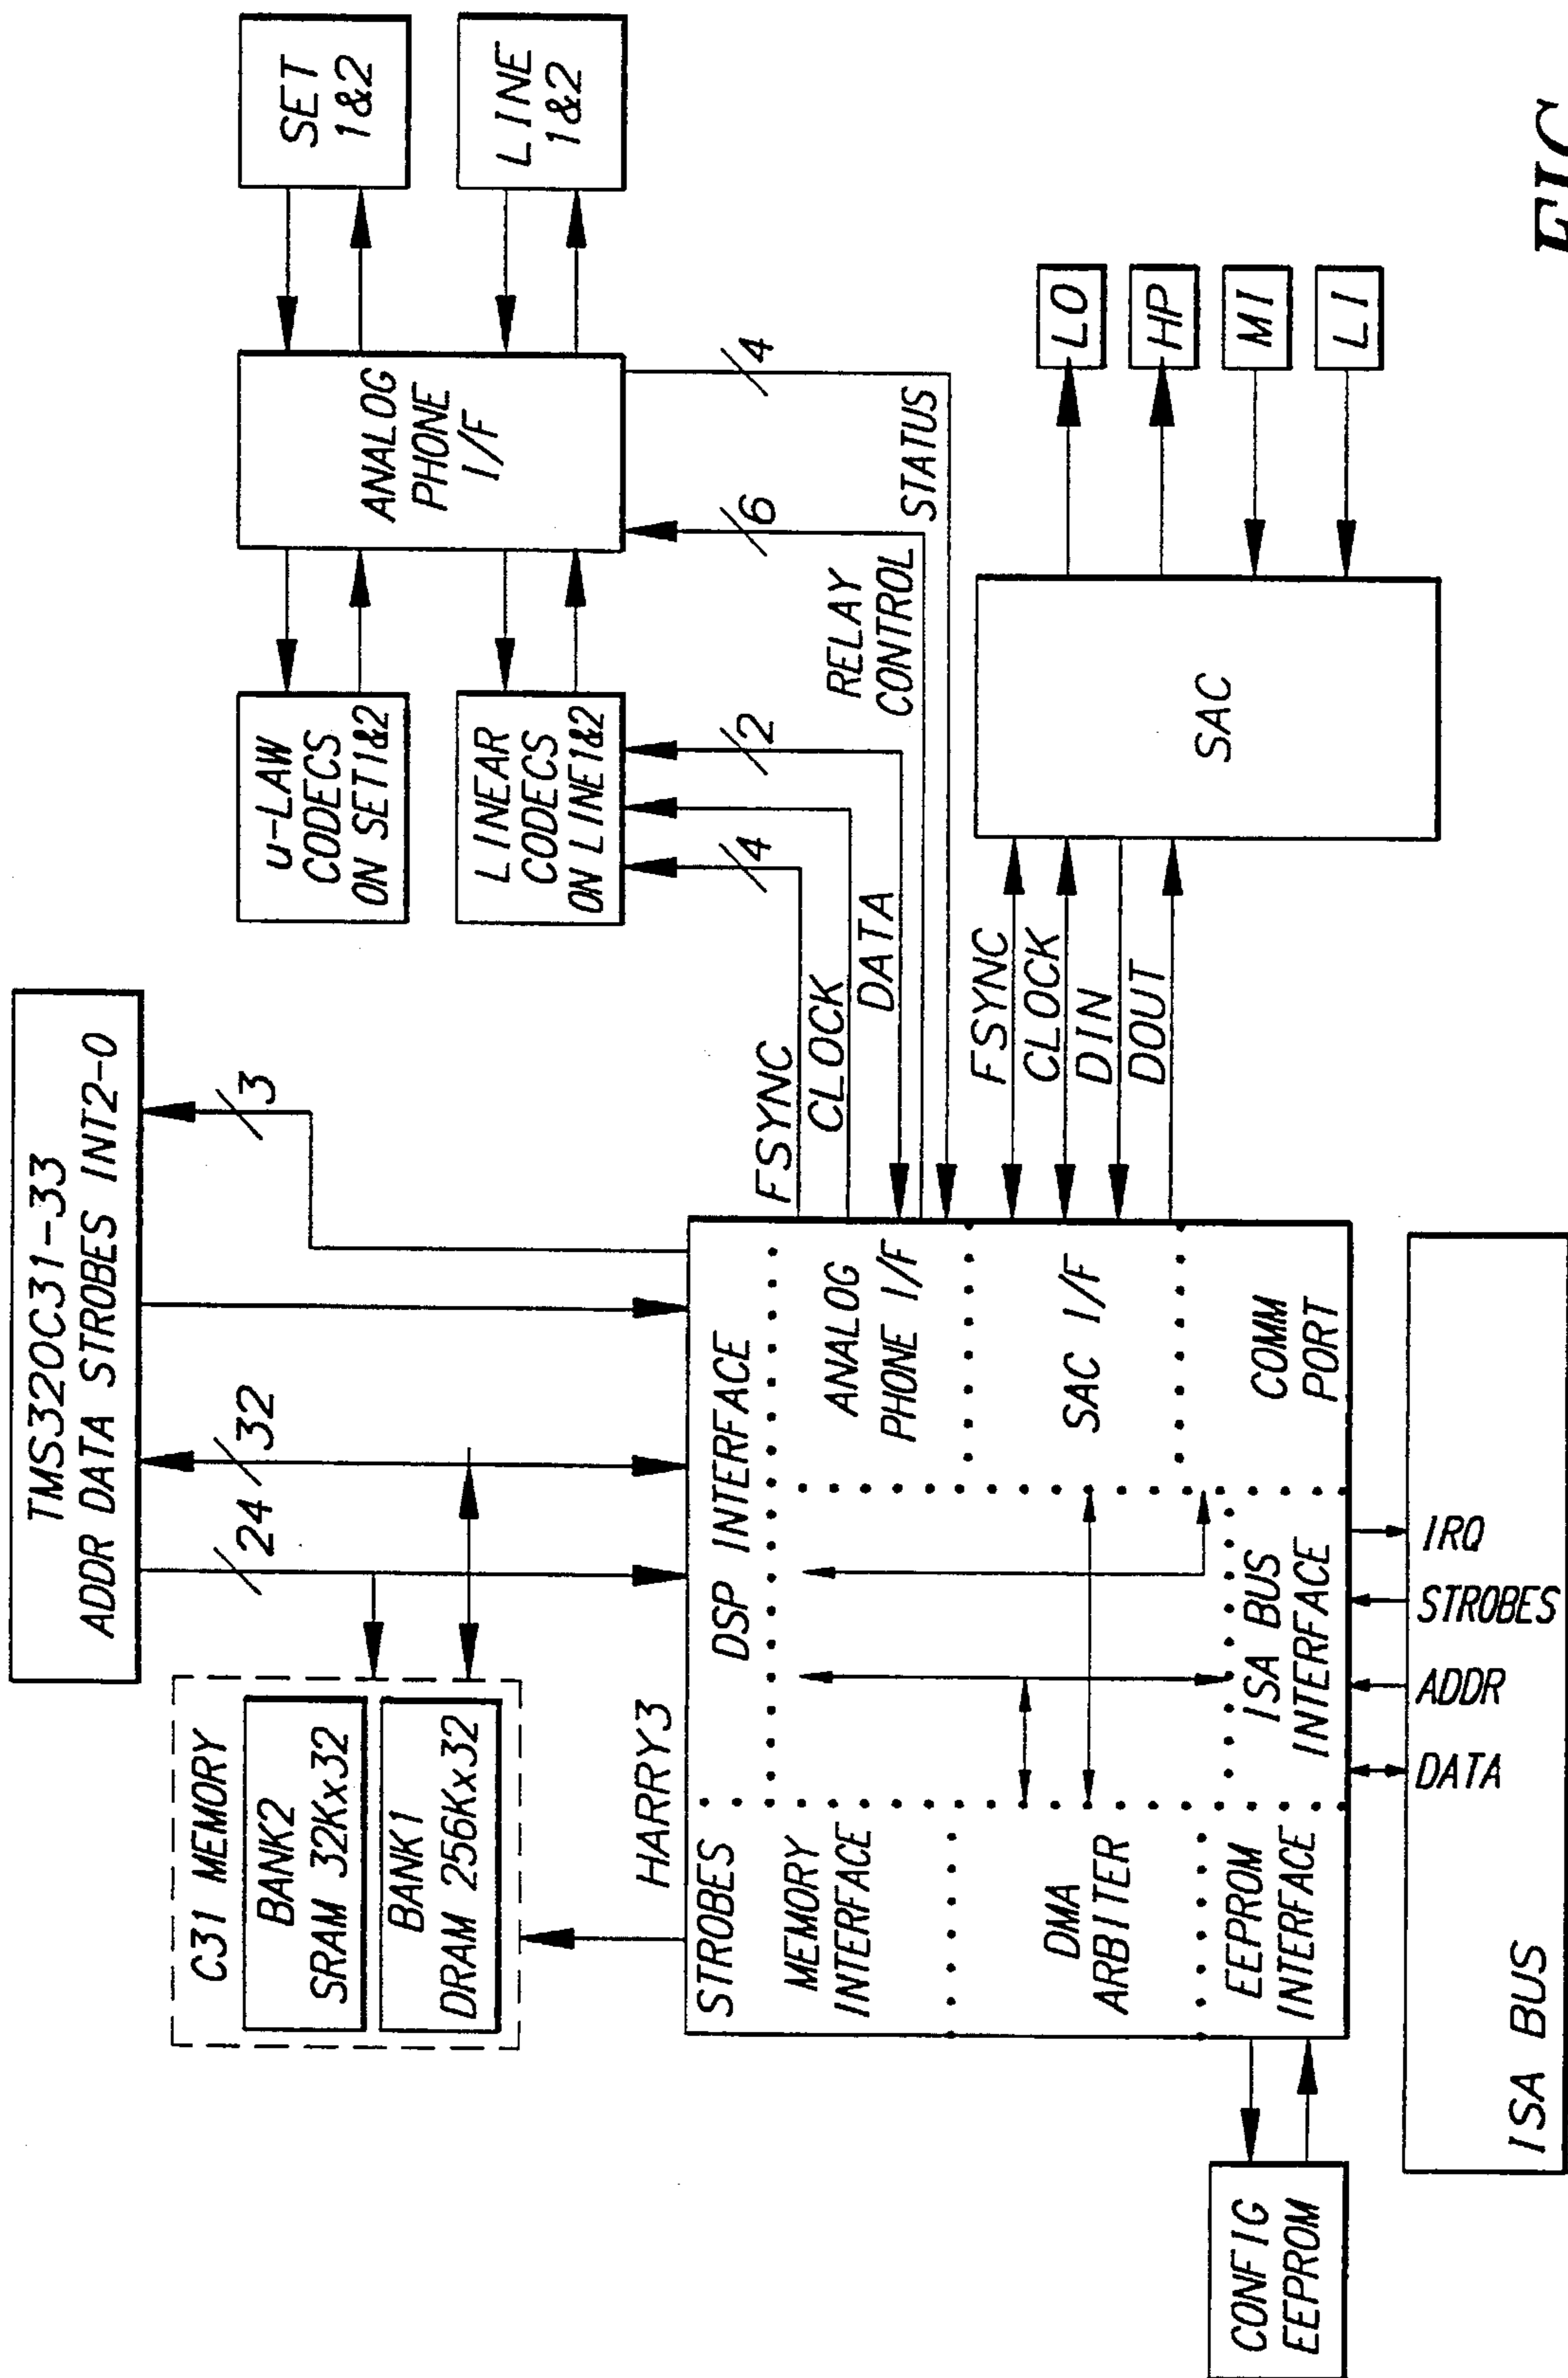 TMS320C31-33
ADDR DATA STROBES INT2-0
24
32
3
C31 MEMORY
BANK2
SRAM 32Kx32
BANK1
DRAM 256Kx32
HARRY3
STROBES
DSP INTERFACE
MEMORY
INTERFACE
DMA
ARBITER
EEPROM
INTERFACE
ISA BUS
INTERFACE
ANALOG
PHONE I/F
SAC I/F
COMM
PORT
CONFIG
EEPROM
DATA
ADDR
STROBES
IRQ
ISA BUS
u-LAW
CODECS
ON SET1&2
LINEAR
CODECS
ON LINE1&2
ANALOG
PHONE
I/F
SET
1&2
LINE
1&2
4
2
6
4
FSYNC
CLOCK
DATA
RELAY
CONTROL
STATUS
FSYNC
CLOCK
DIN
DOUT
SAC
LO
HP
MI
LI